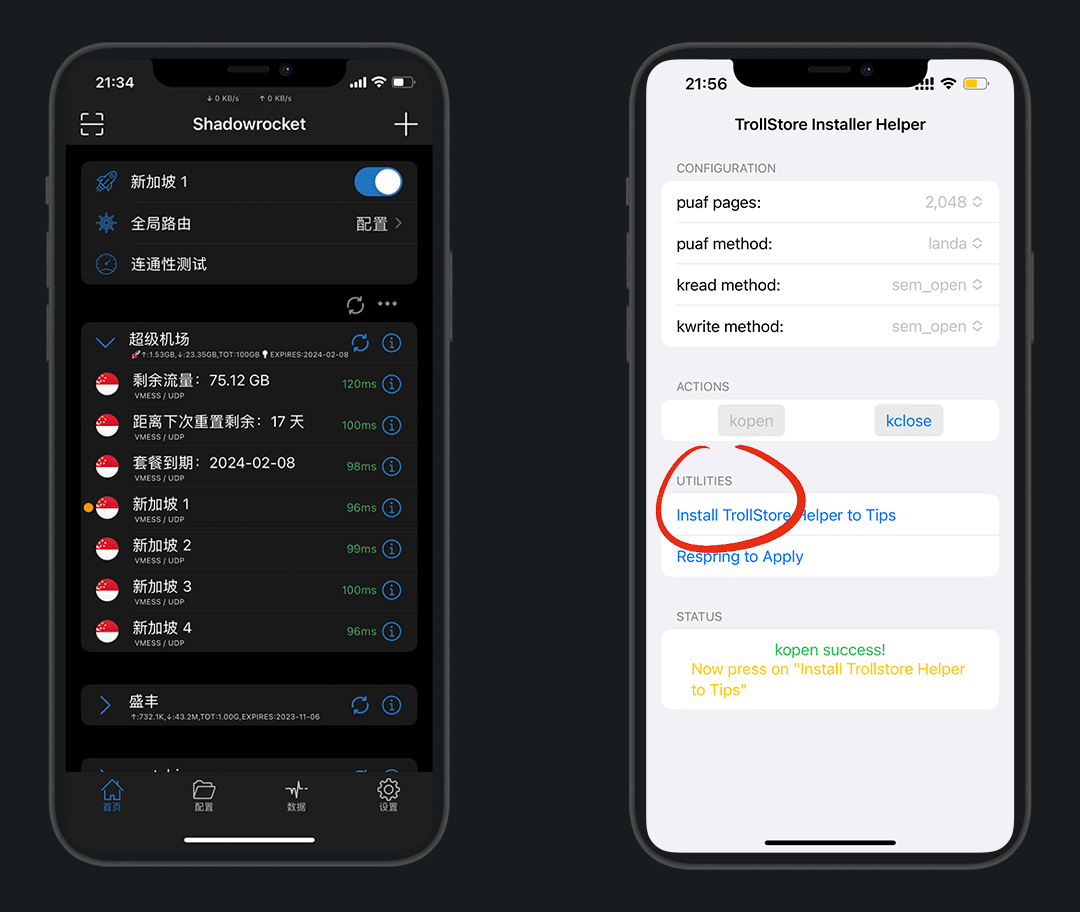 21:34
↓ 0 KB/s ↑ 0 KB/s
Shadowrocket
新加坡 1
全局路由 配置
连通性测试
超级机场
🚀↑:1.53GB,↓:23.35GB,TOT:100GB💡EXPIRES:2024-02-08
剩余流量：75.12 GB 120ms
VMESS / UDP
距离下次重置剩余：17 天 100ms
VMESS / UDP
套餐到期：2024-02-08 98ms
VMESS / UDP
新加坡 1 96ms
VMESS / UDP
新加坡 2 99ms
VMESS / UDP
新加坡 3 100ms
VMESS / UDP
新加坡 4 96ms
VMESS / UDP
盛丰
↑:732.1K,↓:43.2M,TOT:1.00G,EXPIRES:2023-11-06
首页 配置 数据 设置
21:56
TrollStore Installer Helper
CONFIGURATION
puaf pages: 2,048
puaf method: landa
kread method: sem_open
kwrite method: sem_open
ACTIONS
kopen kclose
UTILITIES
Install TrollStore Helper to Tips
Respring to Apply
STATUS
kopen success!
Now press on "Install Trollstore Helper
to Tips"